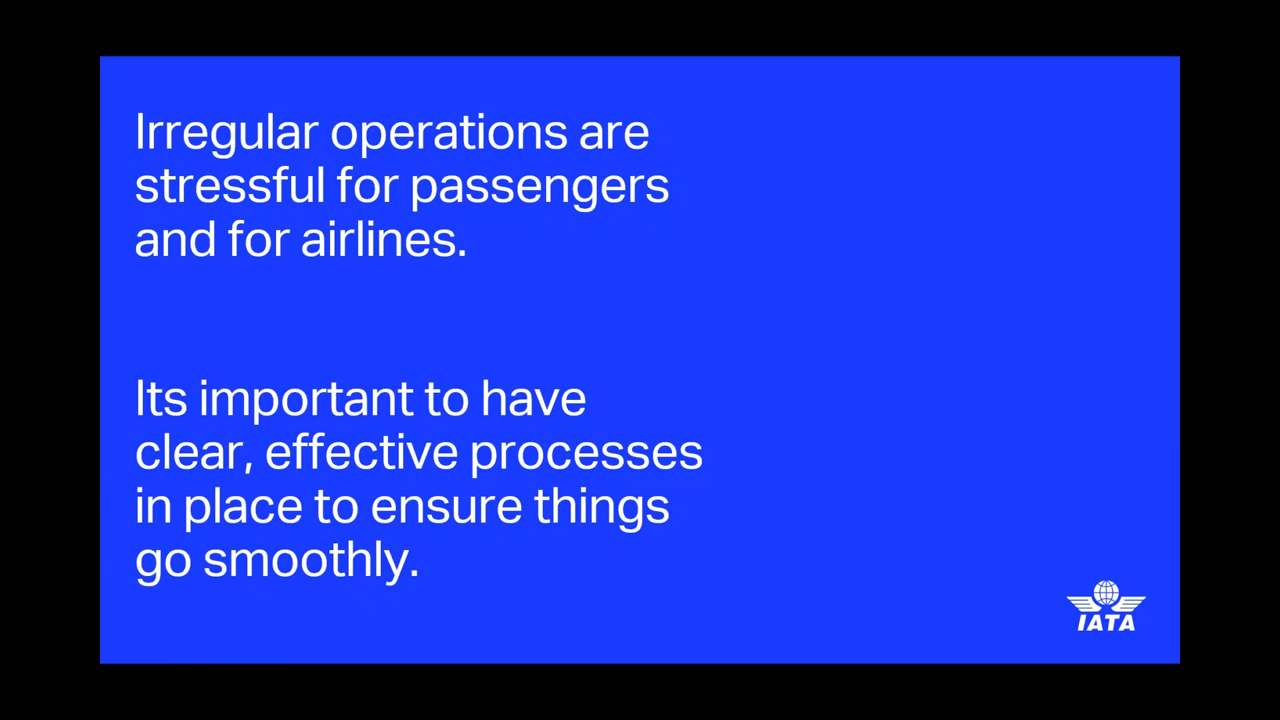 Irregular operations are
stressful for passengers
and for airlines.
Its important to have
clear, effective processes
in place to ensure things
go smoothly.
IATA